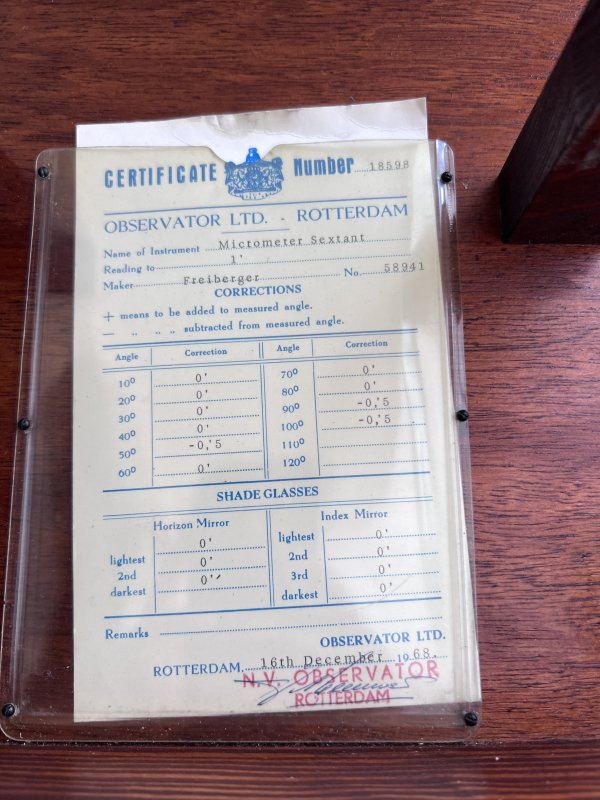 CERTIFICATE Number 18598
OBSERVATOR LTD. - ROTTERDAM
Name of Instrument Micrometer Sextant
Reading to 1'
Maker Freiberger No. 58941
CORRECTIONS
+ means to be added to measured angle.
— „ „ „ subtracted from measured angle.
Angle Correction Angle Correction
10° 0' 70° 0'
20° 0' 80° 0'
30° 0' 90° -0,'5
40° 0' 100° -0,'5
50° -0,'5 110°
60° 0' 120°
SHADE GLASSES
Horizon Mirror Index Mirror
lightest 0' lightest 0'
2nd 0' 2nd 0'
darkest 0' 3rd 0'
darkest 0'
Remarks
OBSERVATOR LTD.
ROTTERDAM, 16th December 1968.
N.V. OBSERVATOR
ROTTERDAM